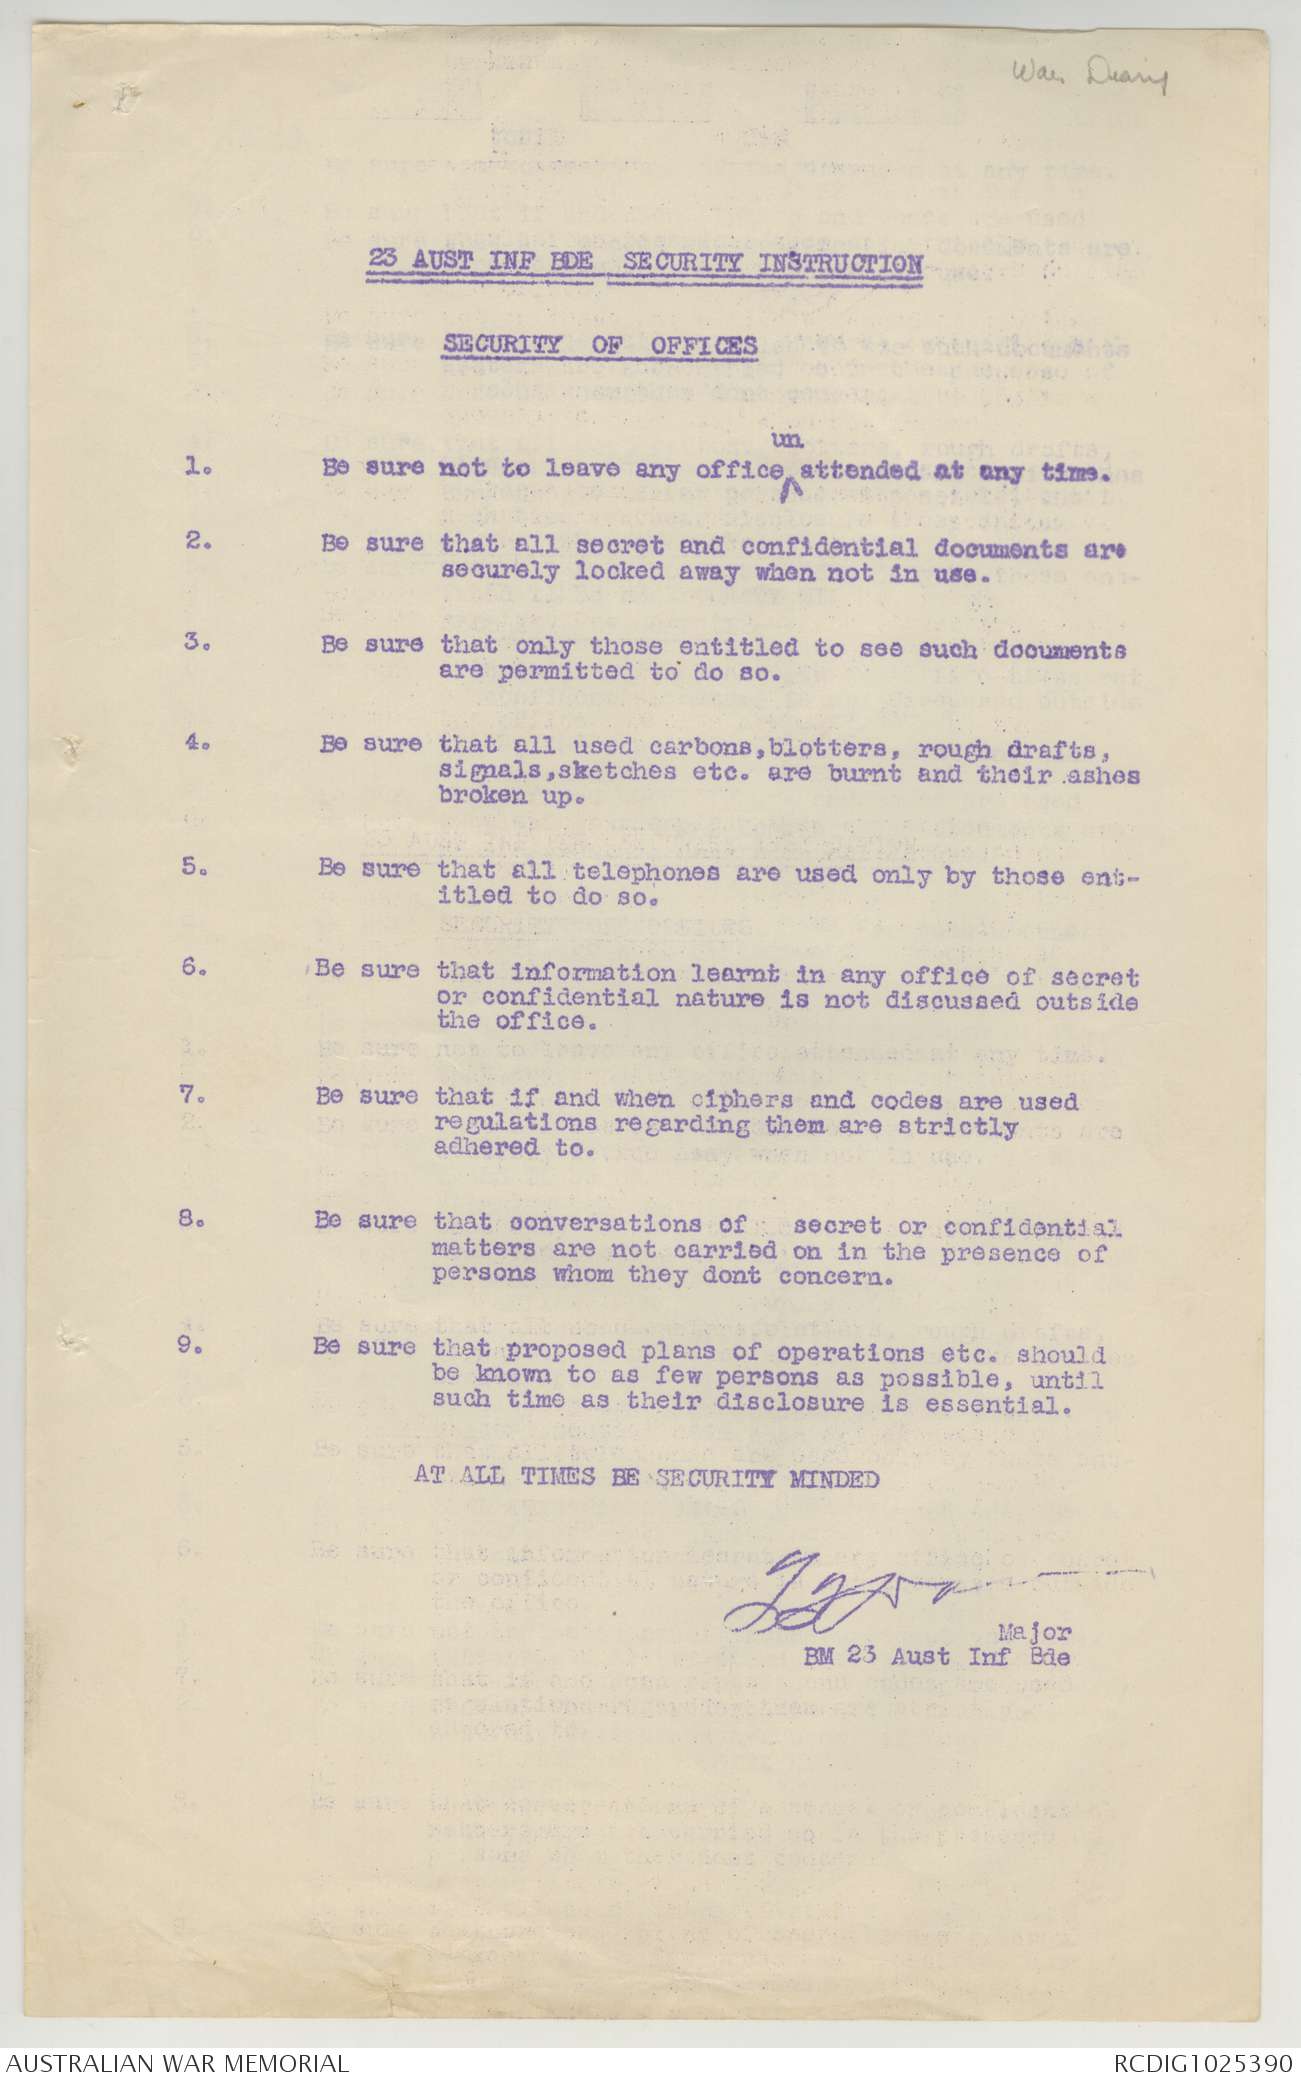 War Diary
23 AUST INF BDE SECURITY INSTRUCTION
SECURITY OF OFFICES
un
1. Be sure not to leave any office attended at any time.
2. Be sure that all secret and confidential documents are
securely locked away when not in use.
3. Be sure that only those entitled to see such documents
are permitted to do so.
4. Be sure that all used carbons,blotters, rough drafts,
signals,sketches etc. are burnt and their ashes
broken up.
5. Be sure that all telephones are used only by those ent-
itled to do so.
6. Be sure that information learnt in any office of secret
or confidential nature is not discussed outside
the office.
7. Be sure that if and when ciphers and codes are used
regulations regarding them are strictly
adhered to.
8. Be sure that conversations of secret or confidential
matters are not carried on in the presence of
persons whom they dont concern.
9. Be sure that proposed plans of operations etc. should
be known to as few persons as possible, until
such time as their disclosure is essential.
AT ALL TIMES BE SECURITY MINDED
Major
BM 23 Aust Inf Bde
AUSTRALIAN WAR MEMORIAL
RCDIG1025390